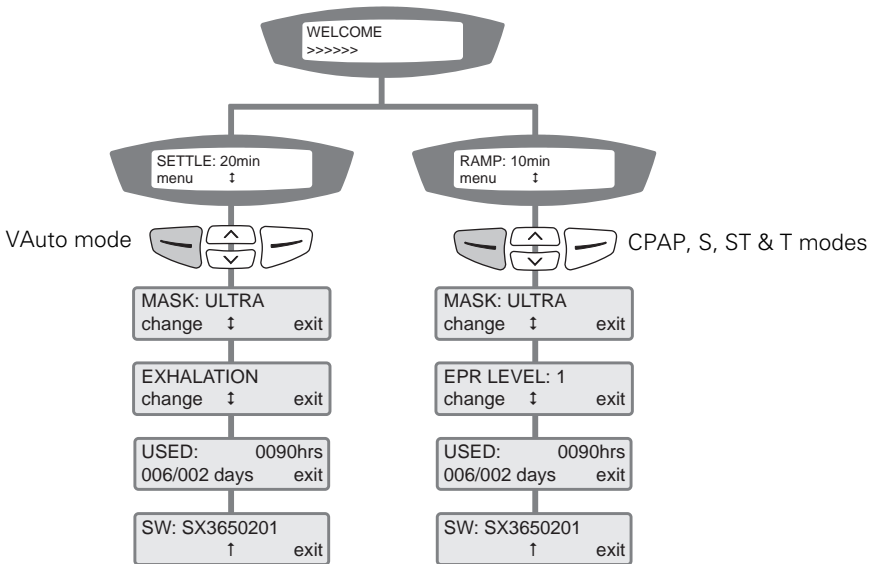 WELCOME
>>>>>>
SETTLE: 20min
menu ↕
RAMP: 10min
menu ↕
VAuto mode
CPAP, S, ST & T modes
MASK: ULTRA
change ↕ exit
EXHALATION
change ↕ exit
USED: 0090hrs
006/002 days exit
SW: SX3650201
↑ exit
MASK: ULTRA
change ↕ exit
EPR LEVEL: 1
change ↕ exit
USED: 0090hrs
006/002 days exit
SW: SX3650201
↑ exit